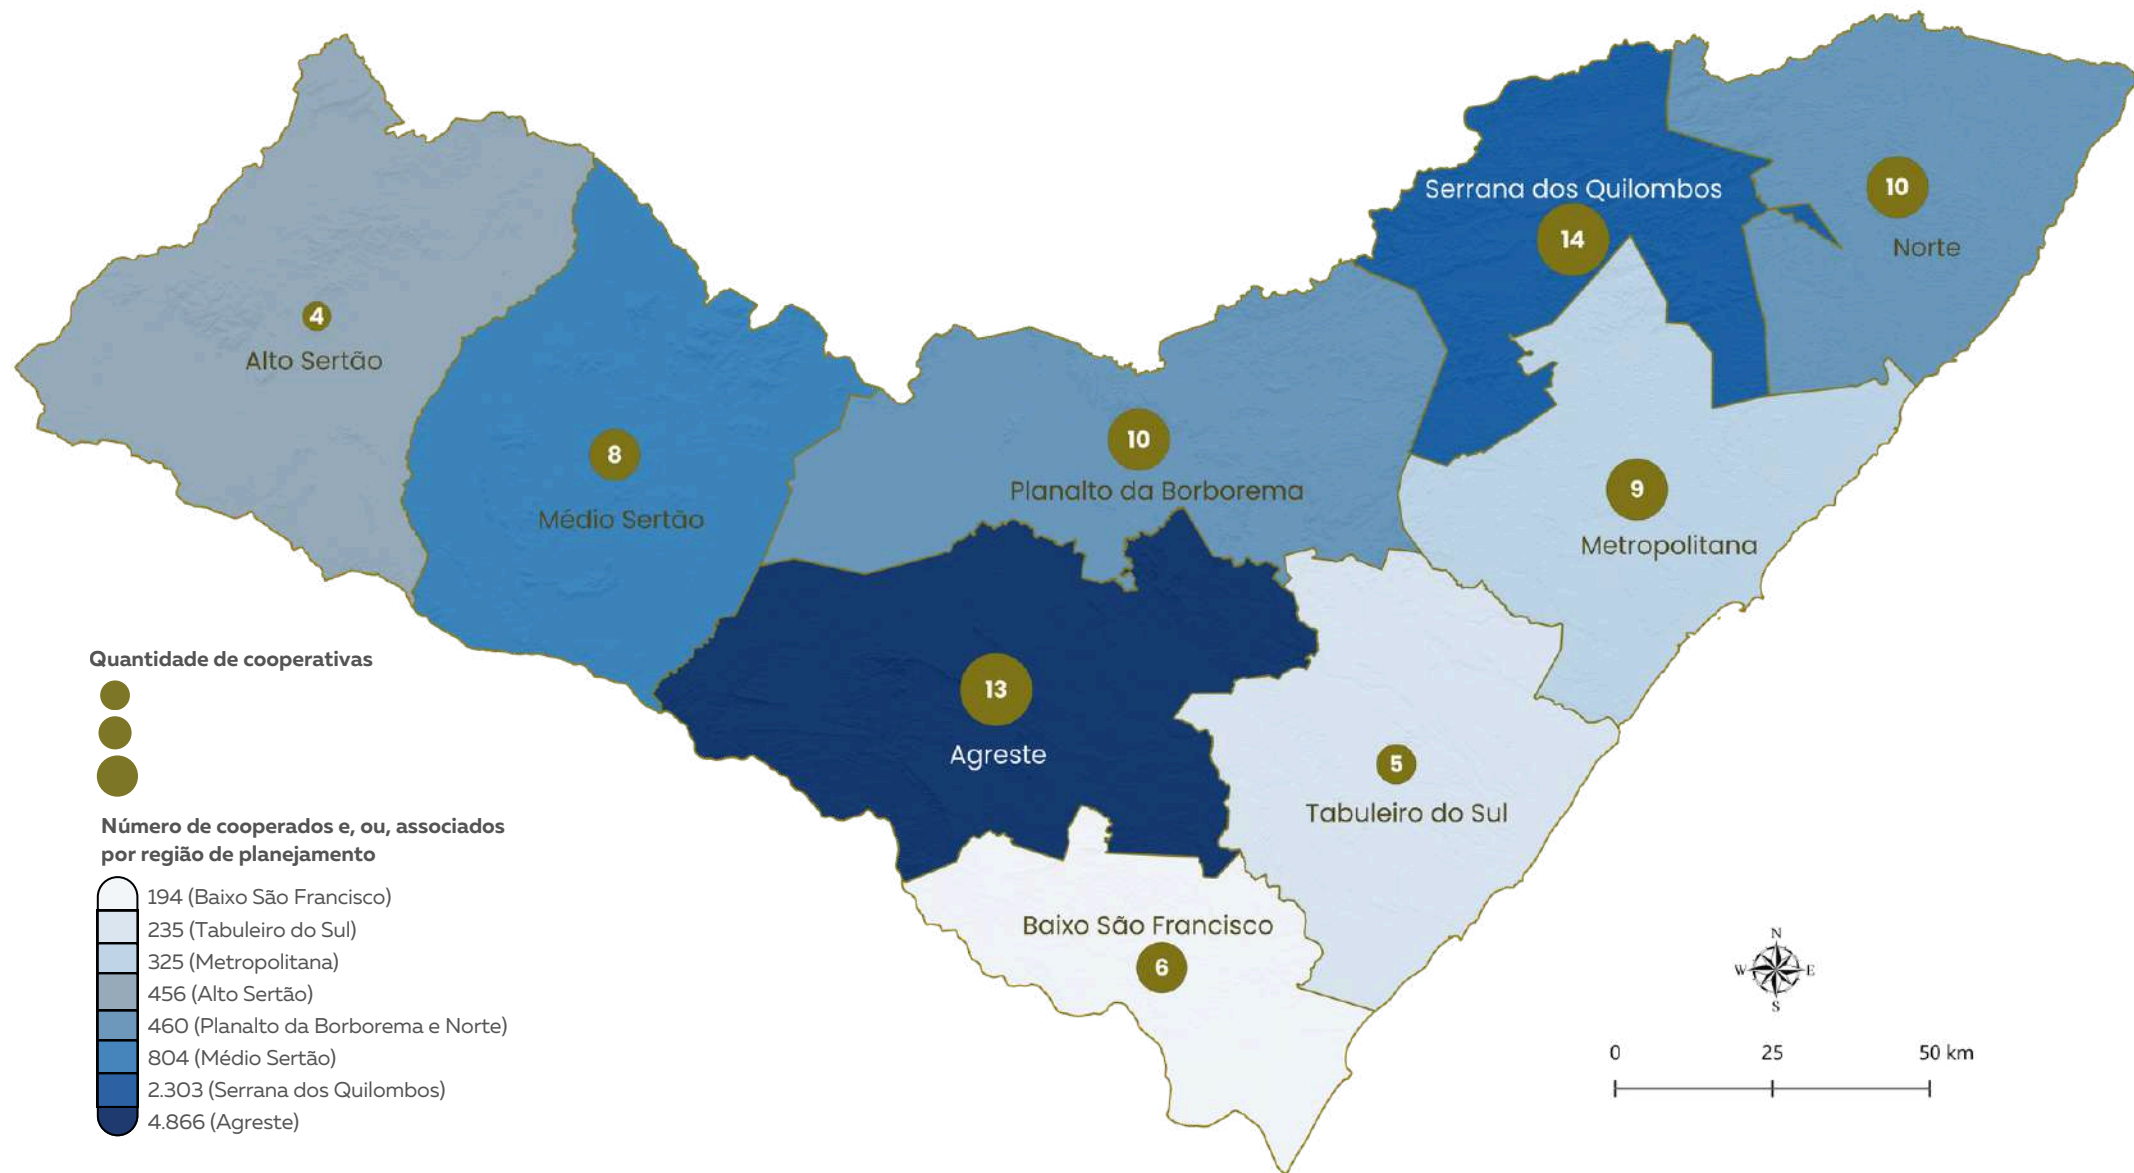 Serrana dos Quilombos
10
14
Norte
4
Alto Sertão
10
8
Planalto da Borborema
9
Médio Sertão
Metropolitana
13
Agreste
5
Tabuleiro do Sul
Baixo São Francisco
6
Quantidade de cooperativas
Número de cooperados e, ou, associados
por região de planejamento
194 (Baixo São Francisco)
235 (Tabuleiro do Sul)
325 (Metropolitana)
456 (Alto Sertão)
460 (Planalto da Borborema e Norte)
804 (Médio Sertão)
2.303 (Serrana dos Quilombos)
4.866 (Agreste)
N
W E
S
0 25 50 km